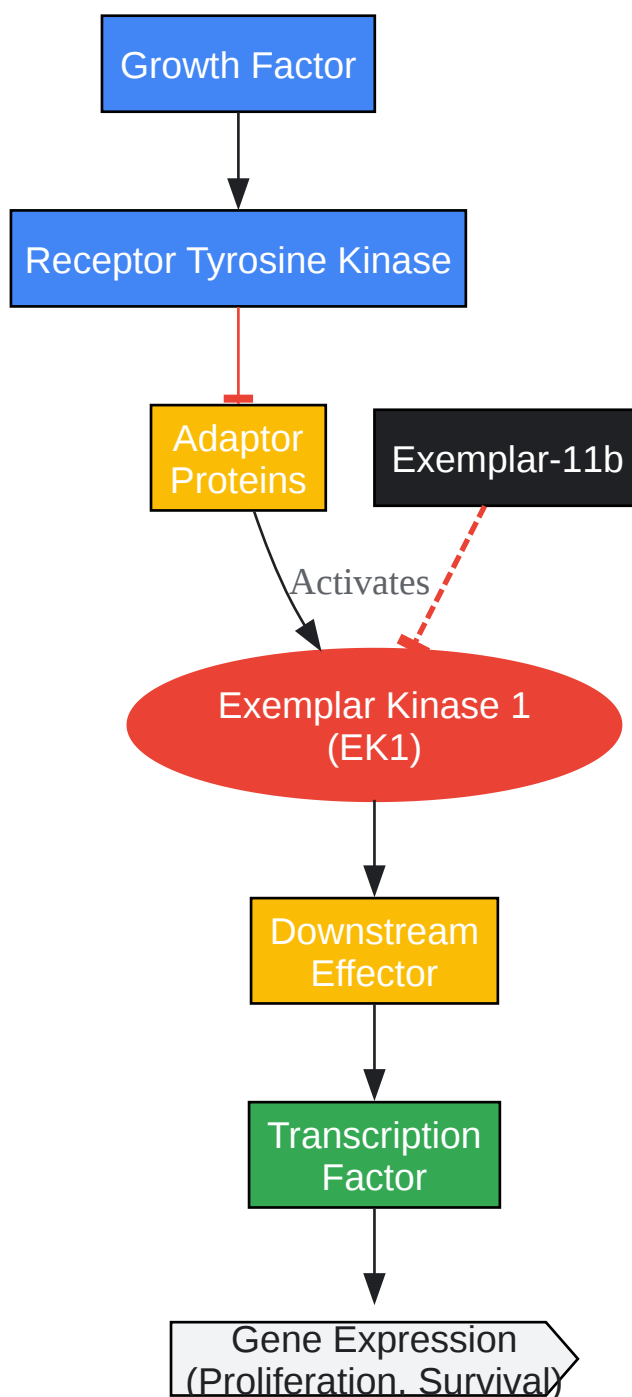 Growth Factor
Receptor Tyrosine Kinase
Adaptor
Proteins
Exemplar-11b
Activates
Exemplar Kinase 1
(EK1)
Downstream
Effector
Transcription
Factor
Gene Expression
(Proliferation, Survival)